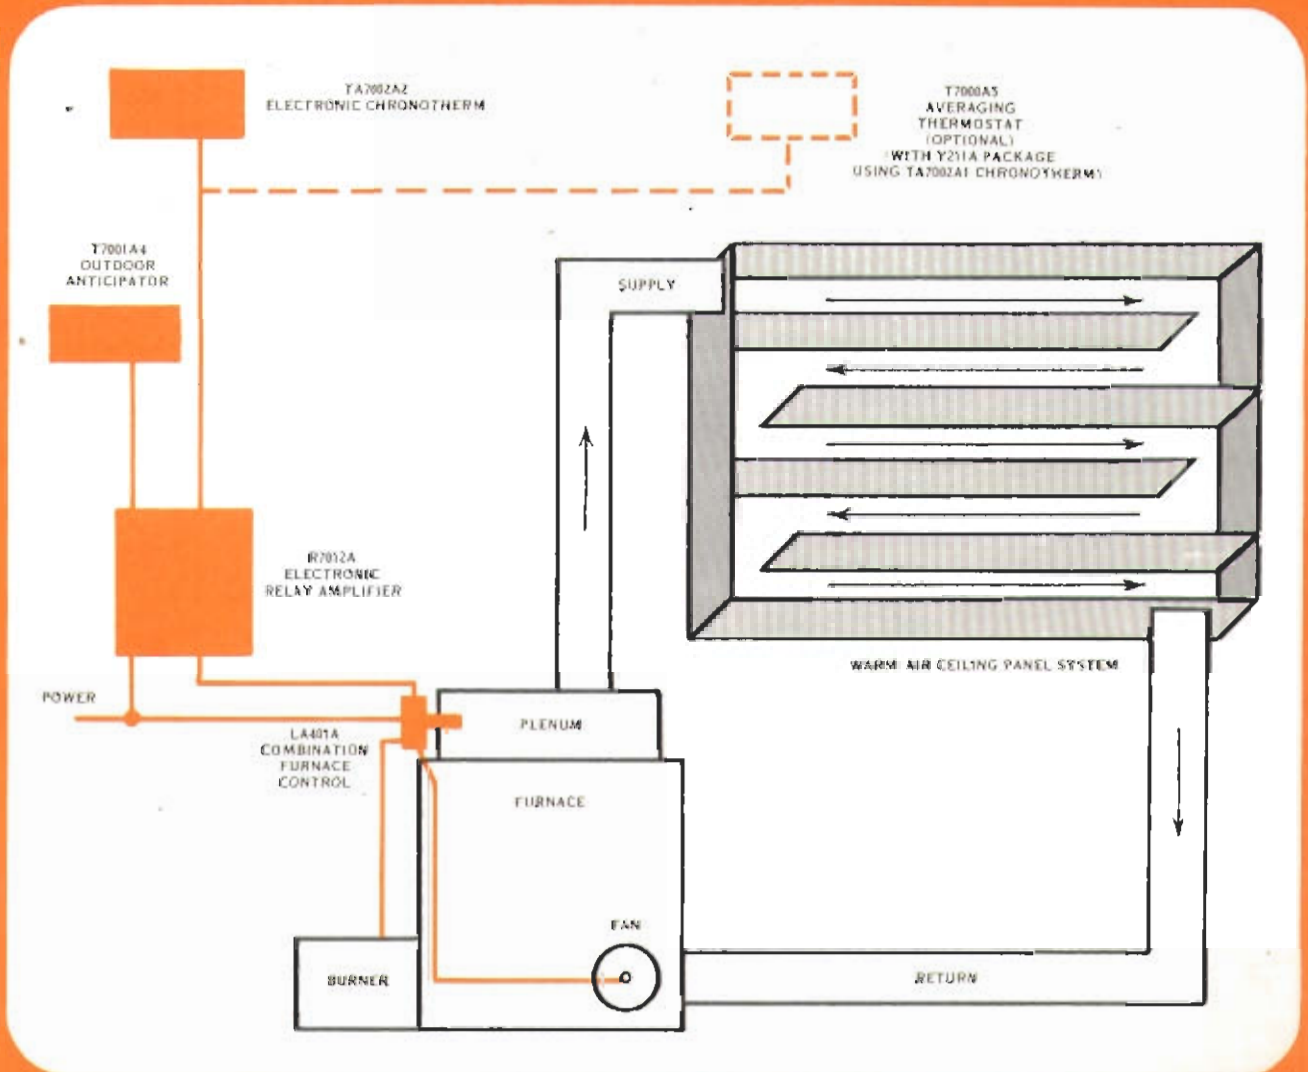 TA7002A2
ELECTRONIC CHRONOTHERM
T7000A5
AVERAGING
THERMOSTAT
(OPTIONAL)
WITH Y211A PACKAGE
USING TA7002A1 CHRONOTHERM)
T7001A4
OUTDOOR
ANTICIPATOR
SUPPLY
R7012A
ELECTRONIC
RELAY AMPLIFIER
WARM AIR CEILING PANEL SYSTEM
POWER
LA401A
COMBINATION
FURNACE
CONTROL
PLENUM
FURNACE
FAN
BURNER
RETURN